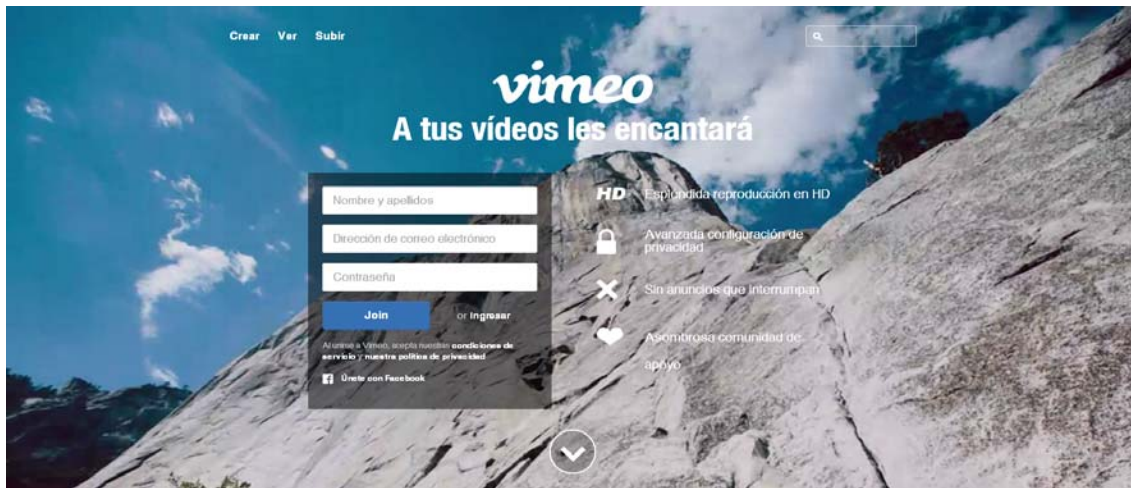 Crear Ver Subir
vimeo
A tus vídeos les encantará
Nombre y apellidos
Dirección de correo electrónico
Contraseña
Join or Ingresar
Al unirse a Vimeo, acepta nuestras condiciones de
servicio y nuestra política de privacidad
Únete con Facebook
HD Espléndida reproducción en HD
Avanzada configuración de
privacidad
Sin anuncios que interrumpan
Asombrosa comunidad de
apoyo